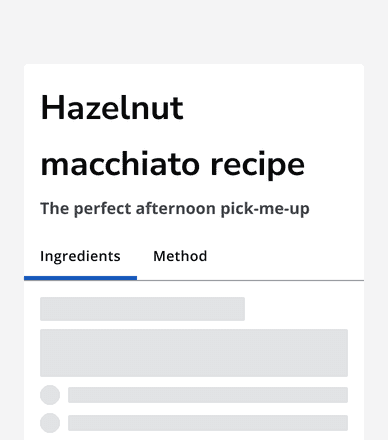 Hazelnut
macchiato recipe
The perfect afternoon pick-me-up
Ingredients Method